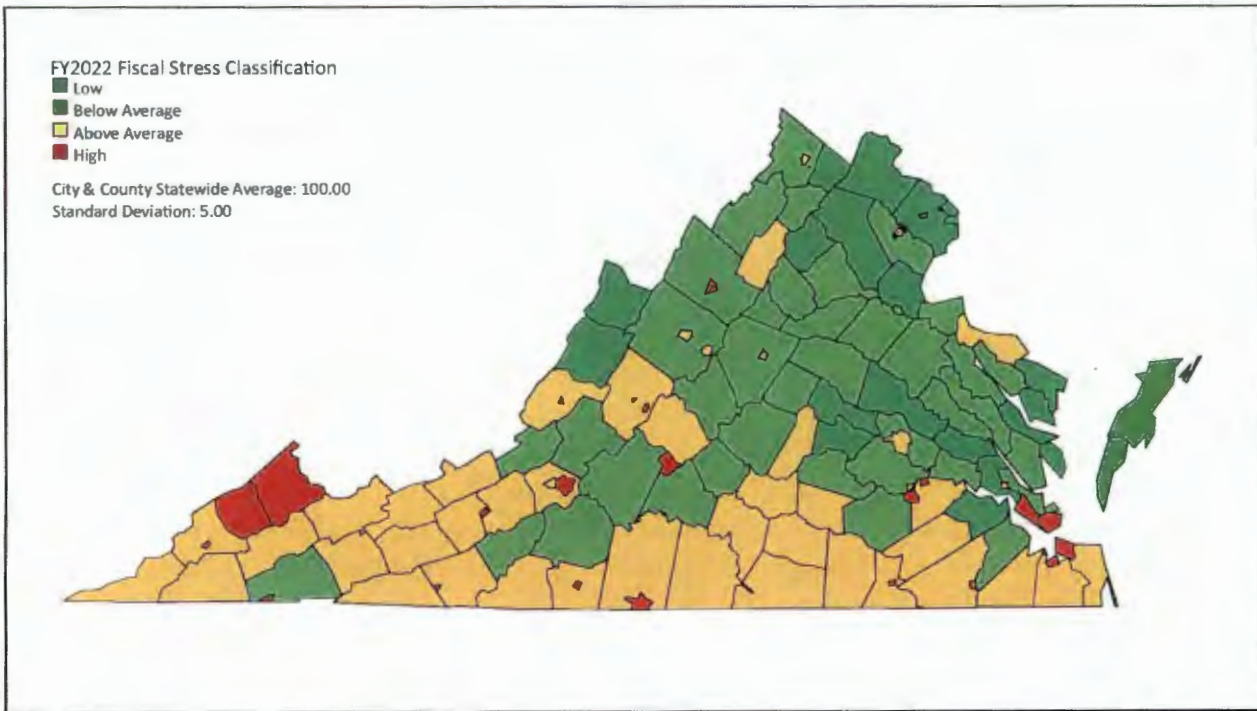 FY2022 Fiscal Stress Classification
Low
Below Average
Above Average
High
City & County Statewide Average: 100.00
Standard Deviation: 5.00